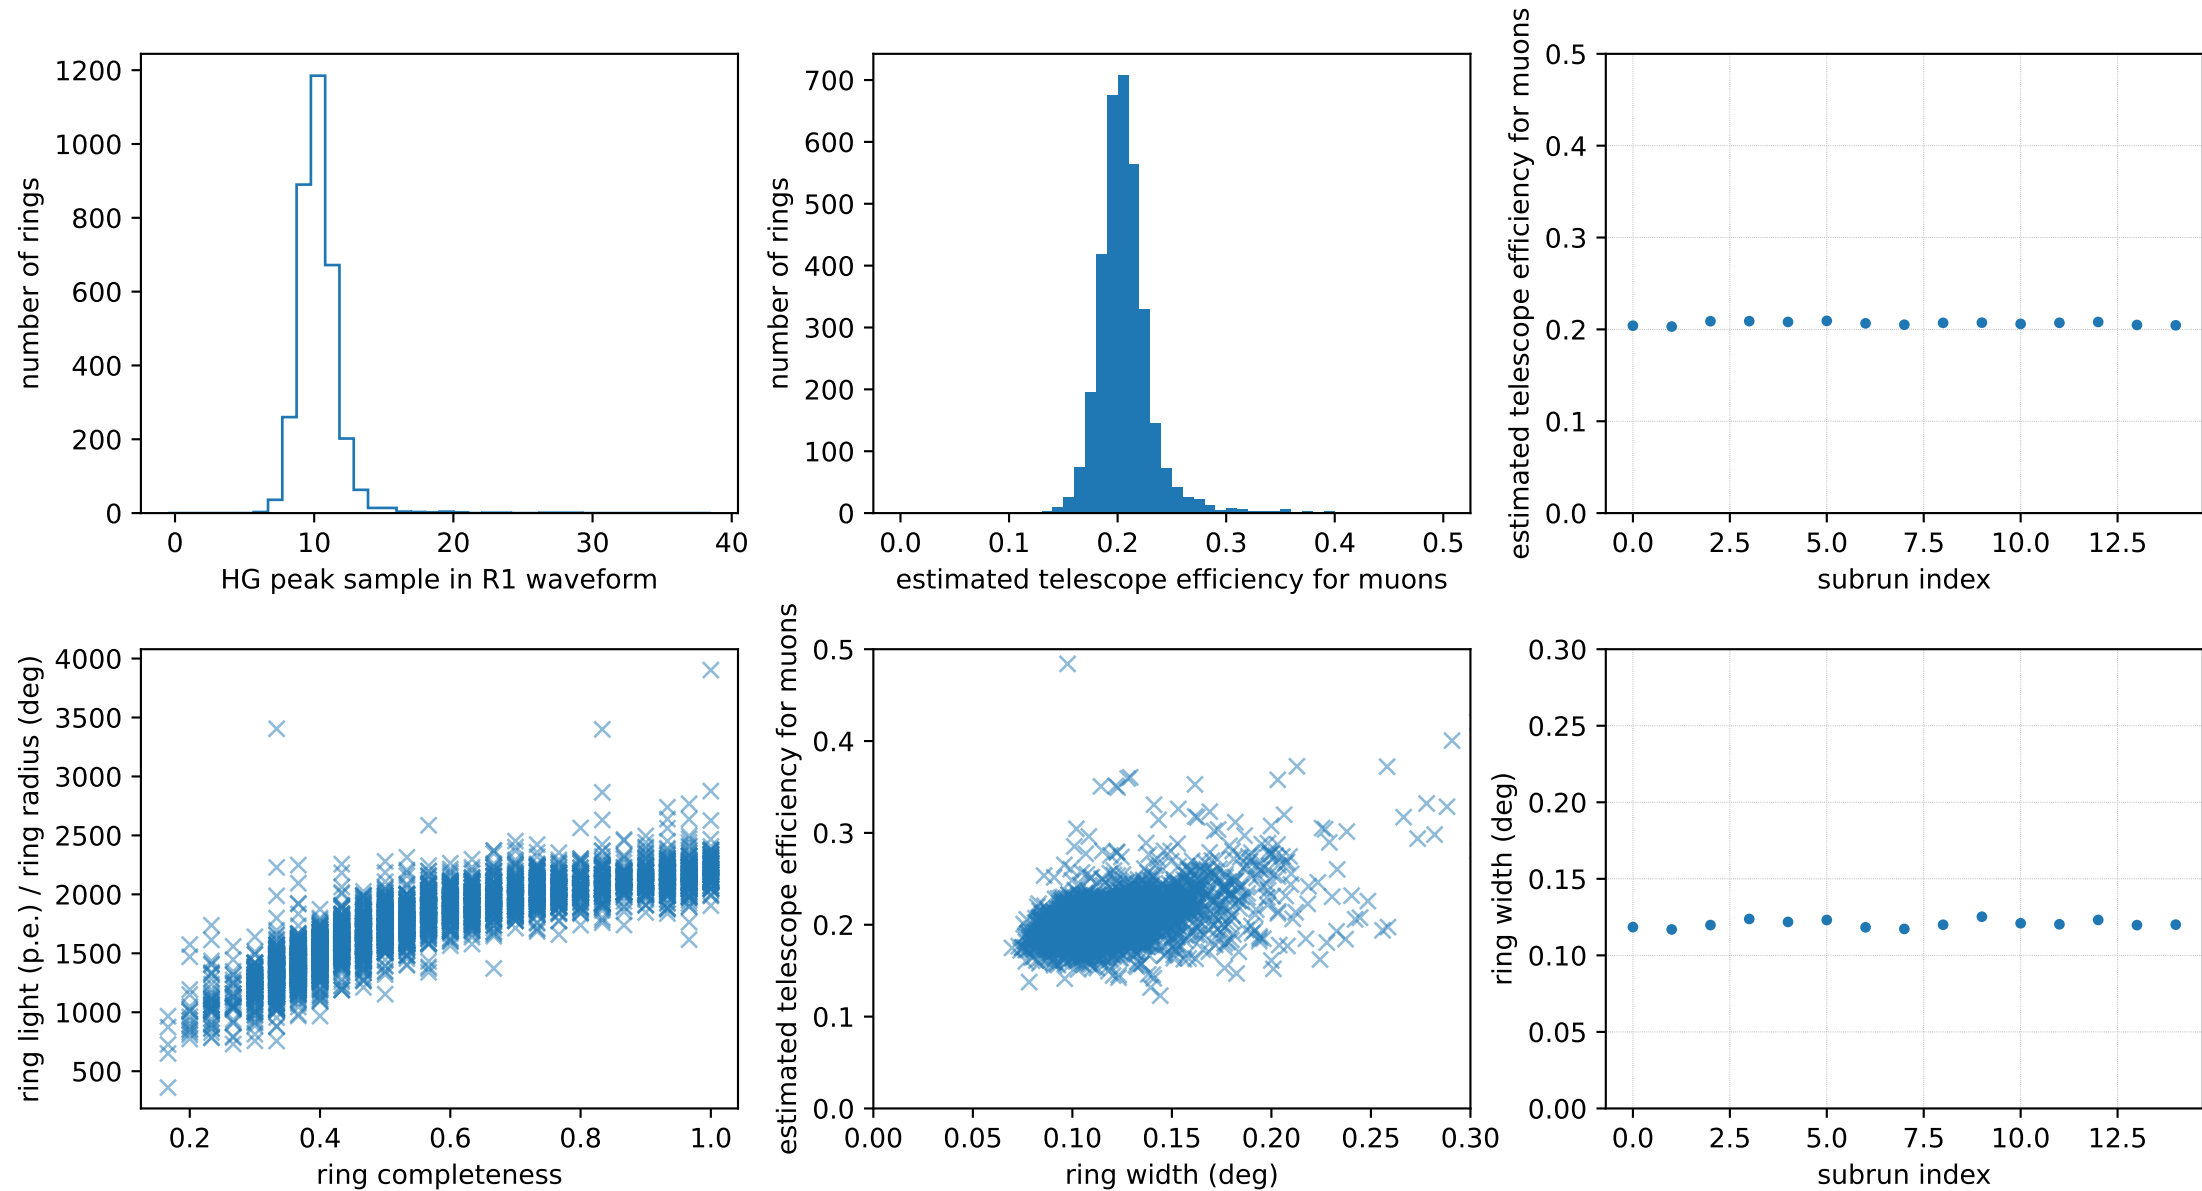 number of rings
1200
1000
800
600
400
200
0
0 10 20 30 40
HG peak sample in R1 waveform
number of rings
700
600
500
400
300
200
100
0
0.0 0.1 0.2 0.3 0.4 0.5
estimated telescope efficiency for muons
estimated telescope efficiency for muons
0.5
0.4
0.3
0.2
0.1
0.0
0.0 2.5 5.0 7.5 10.0 12.5
subrun index
ring light (p.e.) / ring radius (deg)
4000
3500
3000
2500
2000
1500
1000
500
0.2 0.4 0.6 0.8 1.0
ring completeness
estimated telescope efficiency for muons
0.5
0.4
0.3
0.2
0.1
0.0
0.00 0.05 0.10 0.15 0.20 0.25 0.30
ring width (deg)
ring width (deg)
0.30
0.25
0.20
0.15
0.10
0.05
0.00
0.0 2.5 5.0 7.5 10.0 12.5
subrun index